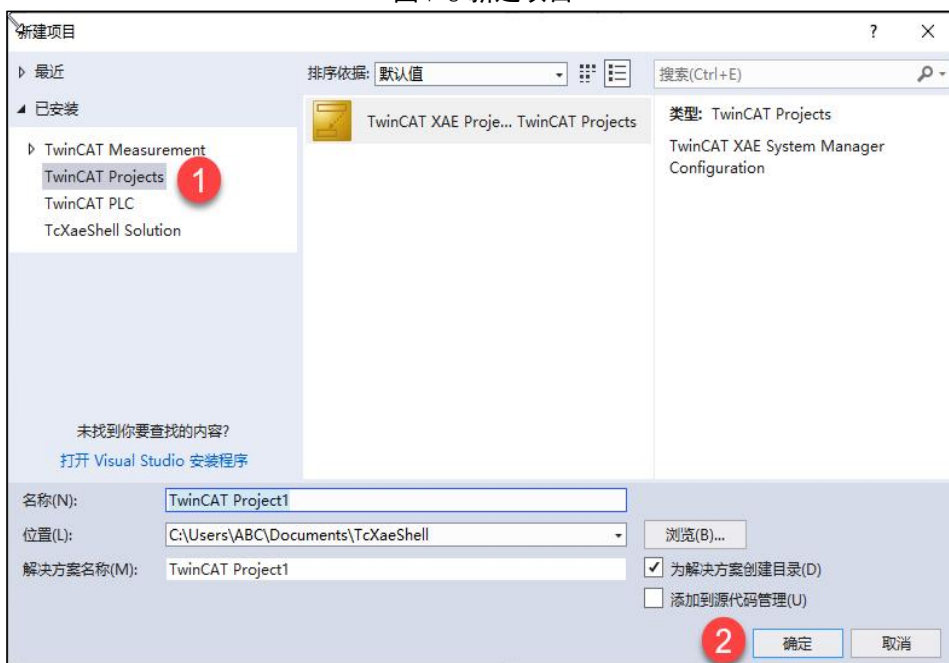 新建项目
?
×
最近
排序依据: 默认值
搜索(Ctrl+E)
已安装
TwinCAT XAE Proje... TwinCAT Projects
类型: TwinCAT Projects
TwinCAT Measurement
TwinCAT XAE System Manager
Configuration
TwinCAT Projects
1
TwinCAT PLC
TcXaeShell Solution
未找到你要查找的内容?
打开 Visual Studio 安装程序
名称(N): TwinCAT Project1
位置(L): C:\Users\ABC\Documents\TcXaeShell
浏览(B)...
解决方案名称(M): TwinCAT Project1
为解决方案创建目录(D)
添加到源代码管理(U)
2
确定
取消